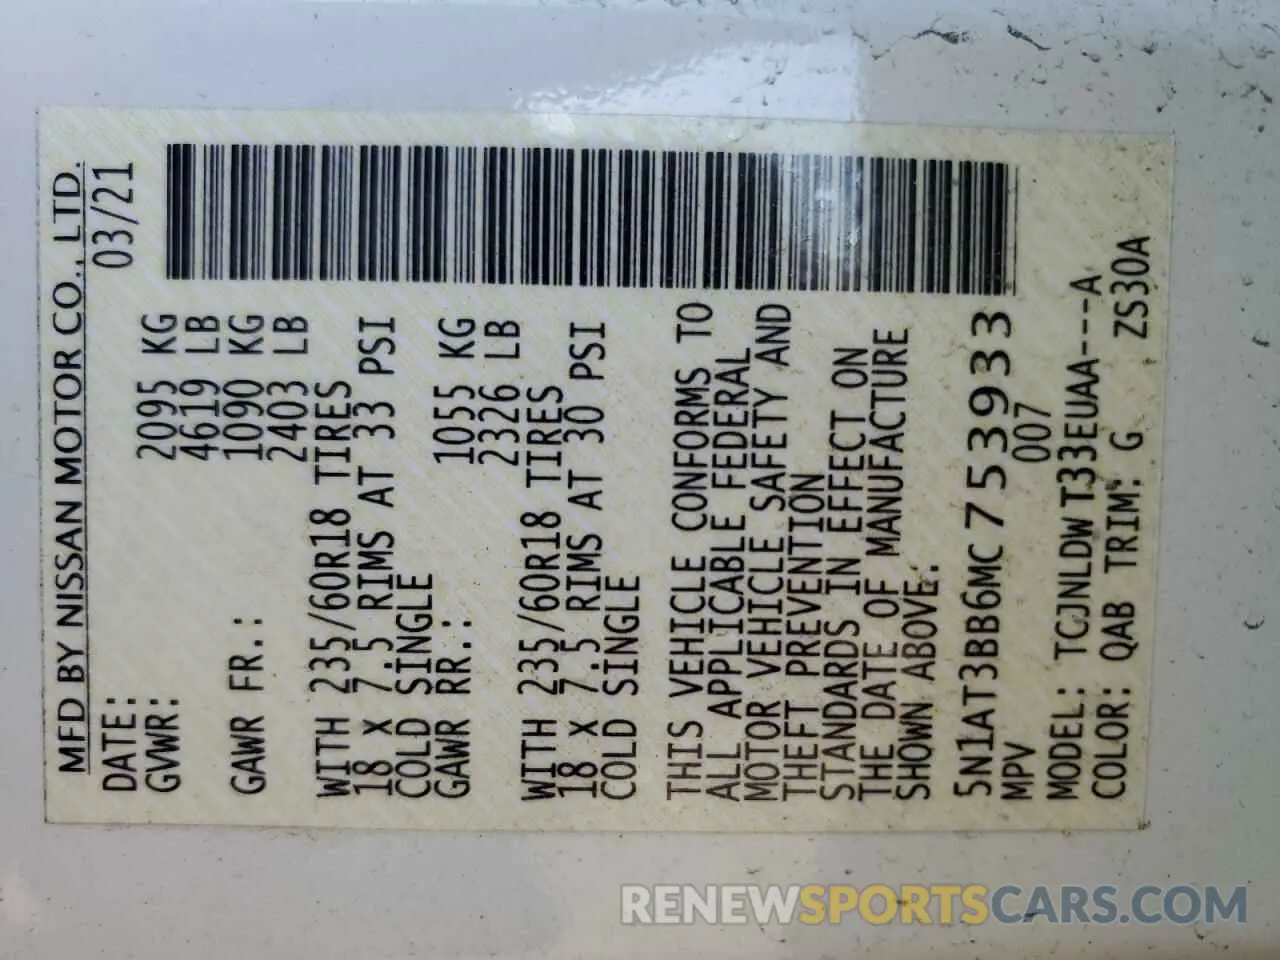 MFD BY NISSAN MOTOR CO., LTD.
DATE: 03/21
GVWR: 2095 KG
4619 LB
GAWR FR.: 1090 KG
2403 LB
WITH 235/60R18 TIRES
18 X 7.5 RIMS AT 33 PSI
COLD SINGLE
GAWR RR.: 1055 KG
2326 LB
WITH 235/60R18 TIRES
18 X 7.5 RIMS AT 30 PSI
COLD SINGLE
THIS VEHICLE CONFORMS TO
ALL APPLICABLE FEDERAL
MOTOR VEHICLE SAFETY AND
THEFT PREVENTION
STANDARDS IN EFFECT ON
THE DATE OF MANUFACTURE
SHOWN ABOVE:
5N1AT3BB6MC753933
MPV 007
MODEL: TCJNLDWT33EUAA---A
COLOR: QAB TRIM: G ZS30A
RENEWSPORTSCARS.COM